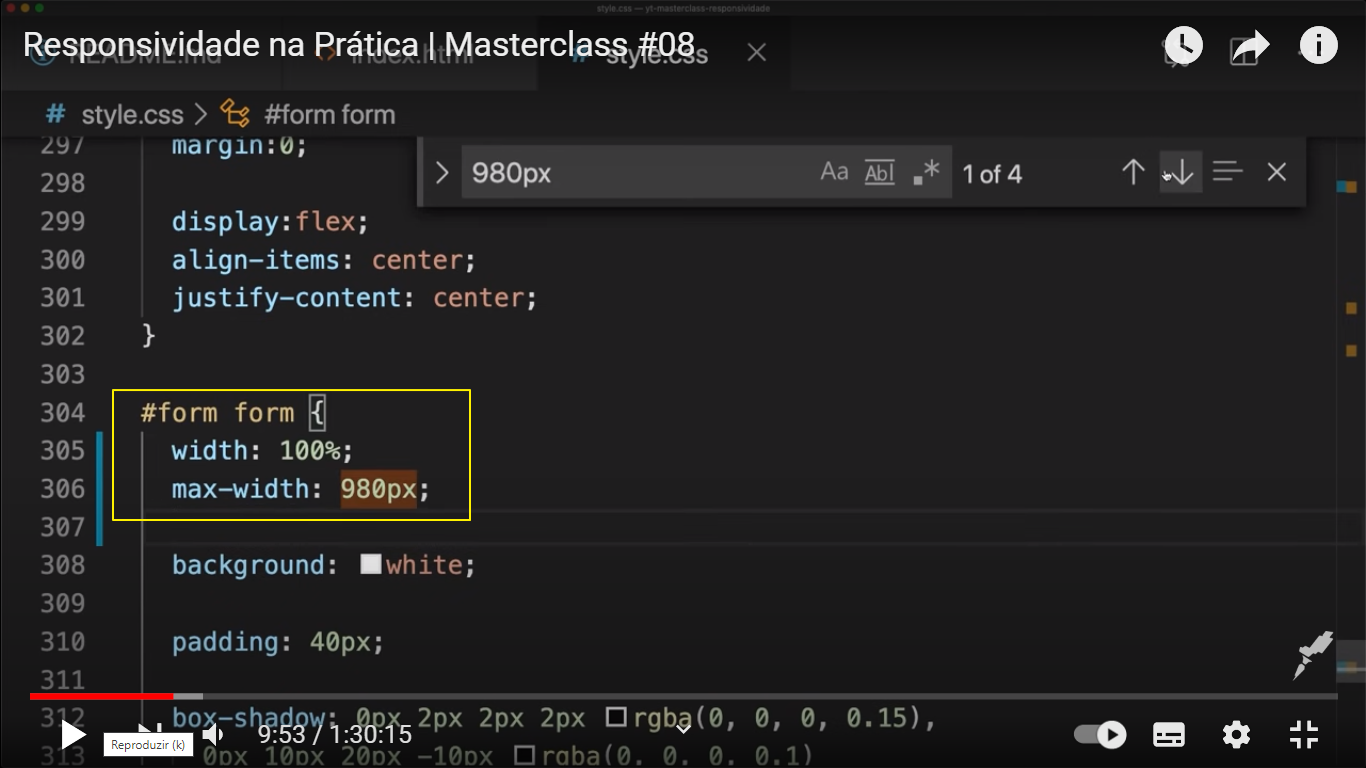 style.css — yt-masterclass-responsividade
Responsividade na Prática | Masterclass #08
README.md
index.html
# style.css
# style.css > #form form
980px
Aa Abl .* 1 of 4
297 margin:0;
298
299 display:flex;
300 align-items: center;
301 justify-content: center;
302 }
303
304 #form form {
305 width: 100%;
306 max-width: 980px;
307
308 background: white;
309
310 padding: 40px;
311
312 box-shadow: 0px 2px 2px 2px rgba(0, 0, 0, 0.15),
313 0px 10px 20px -10px rgba(0, 0, 0, 0.1)
9:53 / 1:30:15
Reproduzir (k)